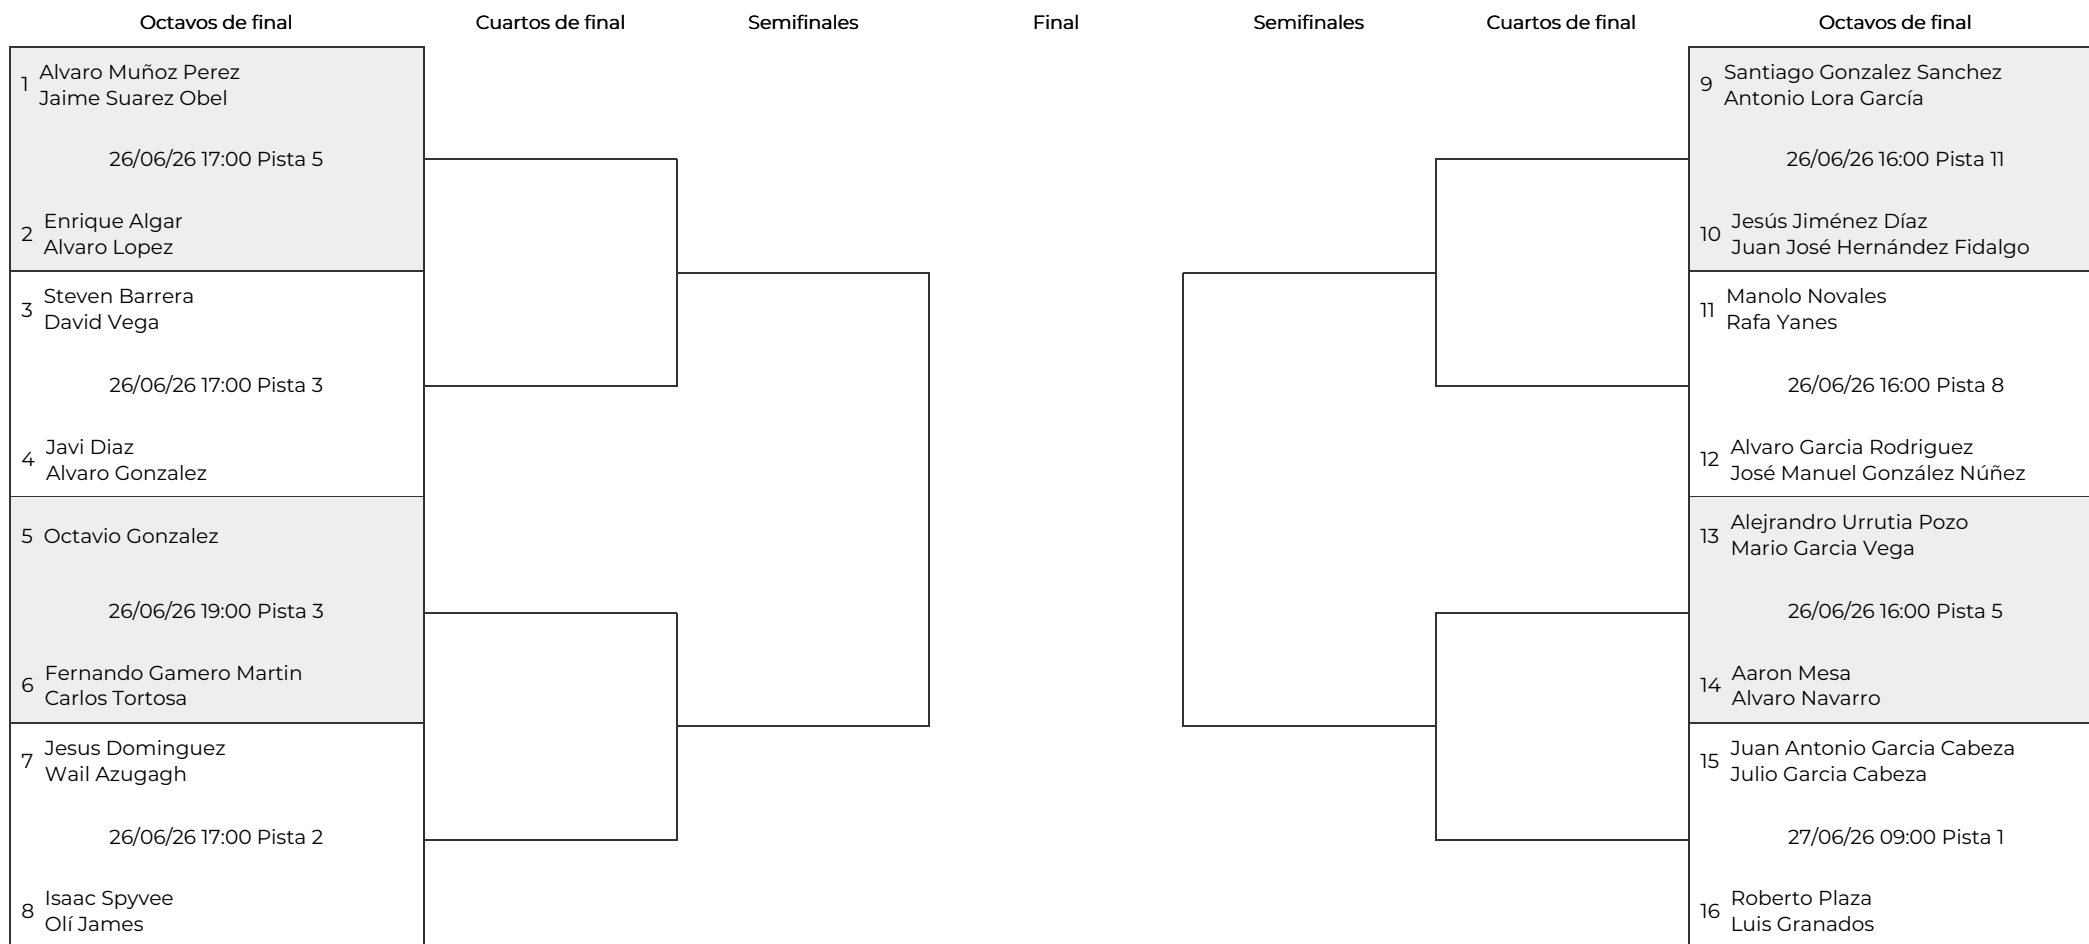 Octavos de final
Cuartos de final
Semifinales
Final
Semifinales
Cuartos de final
Octavos de final
1
Alvaro Muñoz Perez
Jaime Suarez Obel
26/06/26 17:00 Pista 5
2
Enrique Algar
Alvaro Lopez
3
Steven Barrera
David Vega
26/06/26 17:00 Pista 3
4
Javi Diaz
Alvaro Gonzalez
5 Octavio Gonzalez
26/06/26 19:00 Pista 3
6
Fernando Gamero Martin
Carlos Tortosa
7
Jesus Dominguez
Wail Azugagh
26/06/26 17:00 Pista 2
8
Isaac Spyvee
Olí James
9
Santiago Gonzalez Sanchez
Antonio Lora García
26/06/26 16:00 Pista 11
10
Jesús Jiménez Díaz
Juan José Hernández Fidalgo
11
Manolo Novales
Rafa Yanes
26/06/26 16:00 Pista 8
12
Alvaro Garcia Rodriguez
José Manuel González Núñez
13
Alejrandro Urrutia Pozo
Mario Garcia Vega
26/06/26 16:00 Pista 5
14
Aaron Mesa
Alvaro Navarro
15
Juan Antonio Garcia Cabeza
Julio Garcia Cabeza
27/06/26 09:00 Pista 1
16
Roberto Plaza
Luis Granados